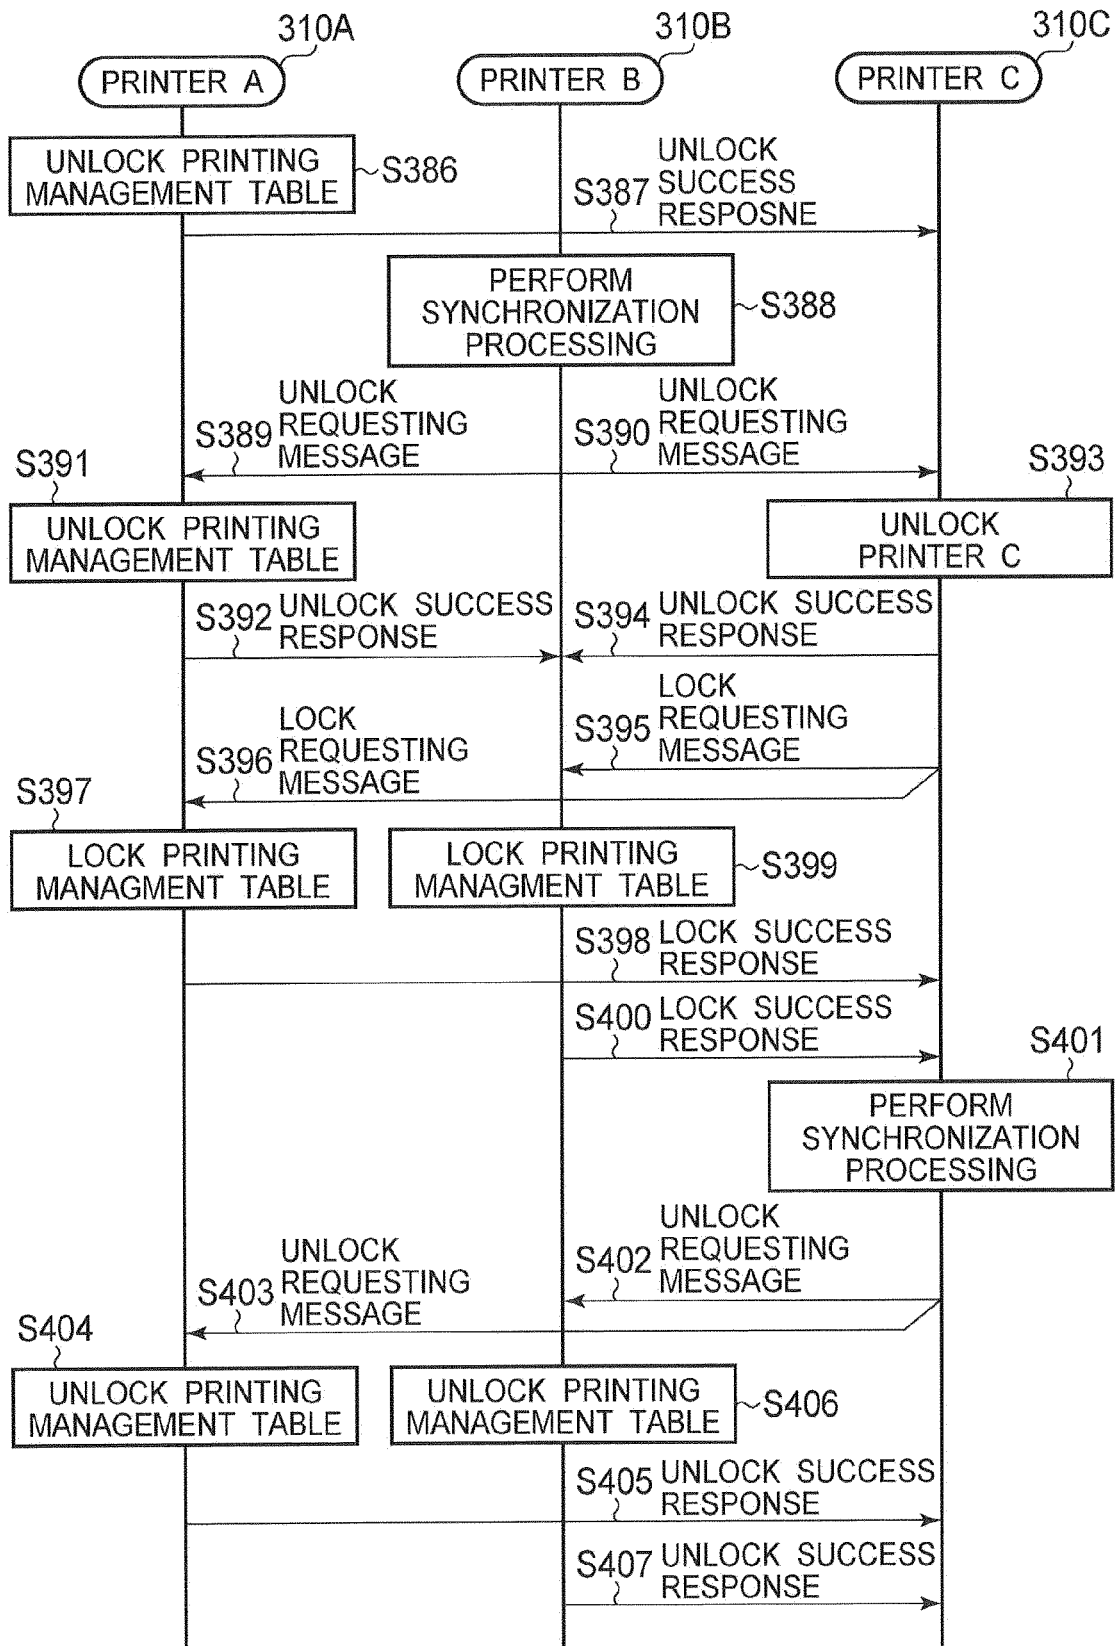 310A
310B
310C
PRINTER A
PRINTER B
PRINTER C
UNLOCK PRINTING
MANAGEMENT TABLE
S386
S387
UNLOCK
SUCCESS
RESPOSNE
PERFORM
SYNCHRONIZATION
PROCESSING
S388
S389
UNLOCK
REQUESTING
MESSAGE
S390
UNLOCK
REQUESTING
MESSAGE
S391
UNLOCK PRINTING
MANAGEMENT TABLE
S393
UNLOCK
PRINTER C
S392
UNLOCK SUCCESS
RESPONSE
S394
UNLOCK SUCCESS
RESPONSE
S395
LOCK
REQUESTING
MESSAGE
S396
LOCK
REQUESTING
MESSAGE
S397
LOCK PRINTING
MANAGMENT TABLE
LOCK PRINTING
MANAGMENT TABLE
S399
S398
LOCK SUCCESS
RESPONSE
S400
LOCK SUCCESS
RESPONSE
S401
PERFORM
SYNCHRONIZATION
PROCESSING
S402
UNLOCK
REQUESTING
MESSAGE
S403
UNLOCK
REQUESTING
MESSAGE
S404
UNLOCK PRINTING
MANAGEMENT TABLE
UNLOCK PRINTING
MANAGEMENT TABLE
S406
S405
UNLOCK SUCCESS
RESPONSE
S407
UNLOCK SUCCESS
RESPONSE